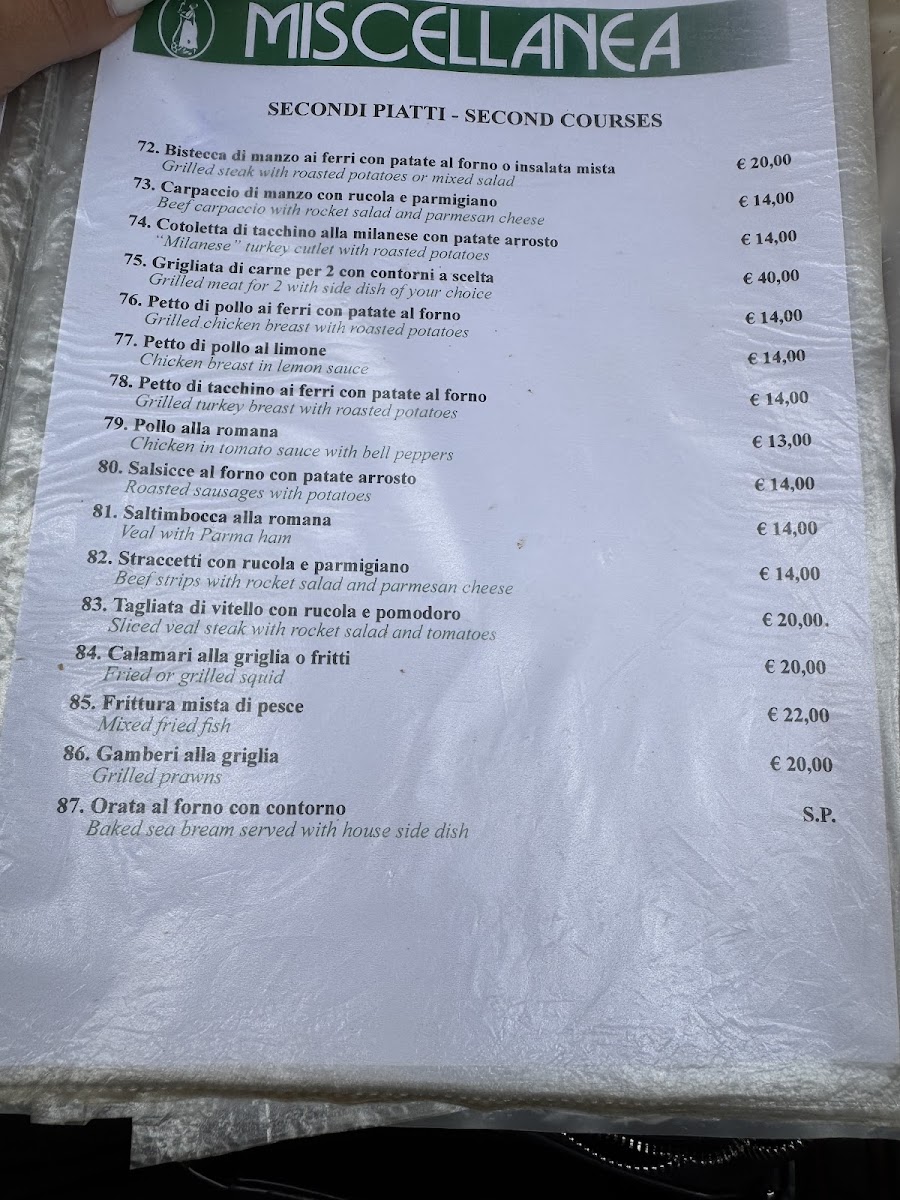 MISCELLANEA
SECONDI PIATTI - SECOND COURSES
72. Bistecca di manzo ai ferri con patate al forno o insalata mista € 20,00
Grilled steak with roasted potatoes or mixed salad
73. Carpaccio di manzo con rucola e parmigiano € 14,00
Beef carpaccio with rocket salad and parmesan cheese
74. Cotoletta di tacchino alla milanese con patate arrosto € 14,00
“Milanese” turkey cutlet with roasted potatoes
75. Grigliata di carne per 2 con contorni a scelta € 40,00
Grilled meat for 2 with side dish of your choice
76. Petto di pollo ai ferri con patate al forno € 14,00
Grilled chicken breast with roasted potatoes
77. Petto di pollo al limone € 14,00
Chicken breast in lemon sauce
78. Petto di tacchino ai ferri con patate al forno € 14,00
Grilled turkey breast with roasted potatoes
79. Pollo alla romana € 13,00
Chicken in tomato sauce with bell peppers
80. Salsicce al forno con patate arrosto € 14,00
Roasted sausages with potatoes
81. Saltimbocca alla romana € 14,00
Veal with Parma ham
82. Straccetti con rucola e parmigiano € 14,00
Beef strips with rocket salad and parmesan cheese
83. Tagliata di vitello con rucola e pomodoro € 20,00.
Sliced veal steak with rocket salad and tomatoes
84. Calamari alla griglia o fritti € 20,00
Fried or grilled squid
85. Frittura mista di pesce € 22,00
Mixed fried fish
86. Gamberi alla griglia € 20,00
Grilled prawns
87. Orata al forno con contorno S.P.
Baked sea bream served with house side dish